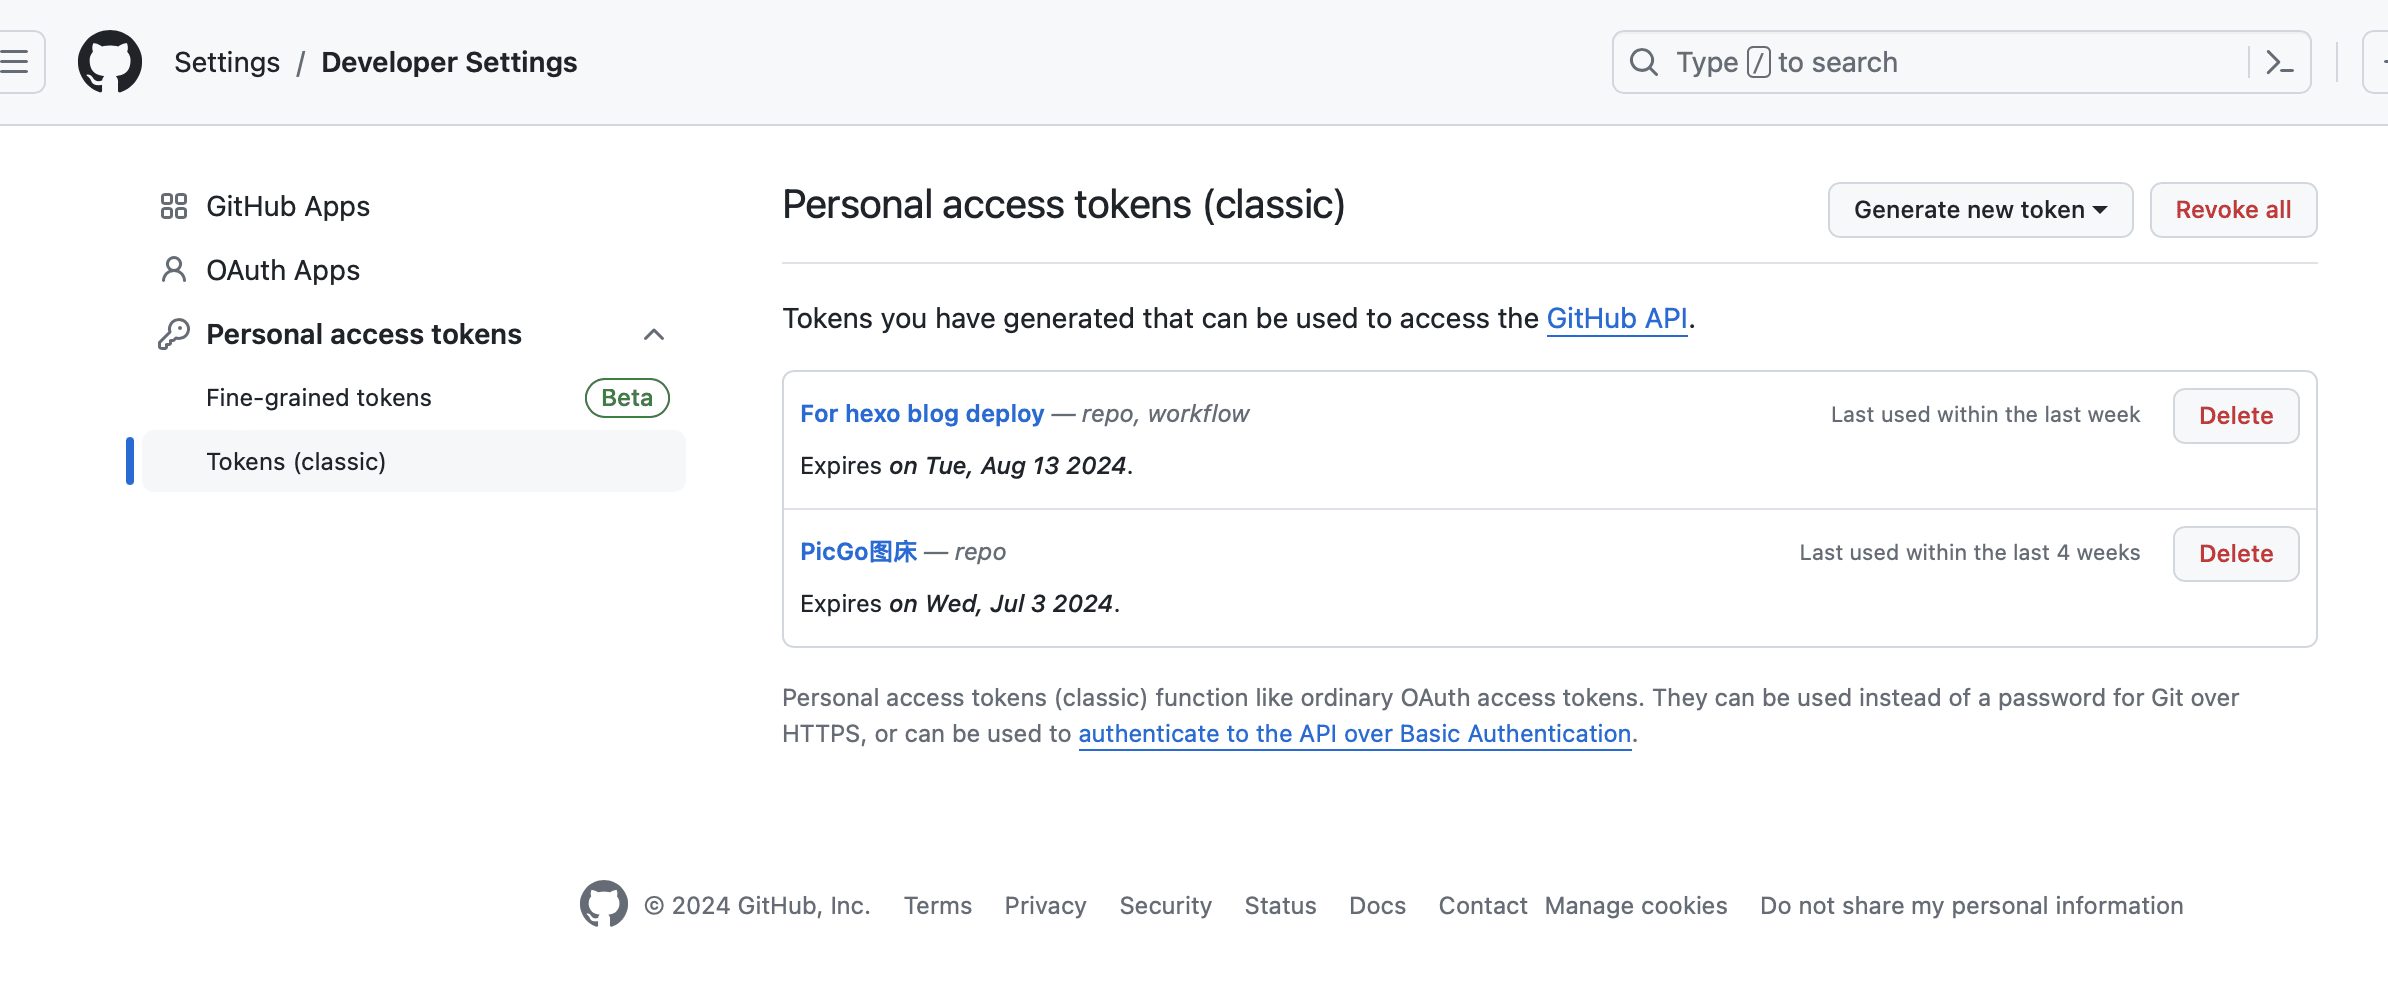 Settings / Developer Settings
Type / to search
GitHub Apps
OAuth Apps
Personal access tokens
Fine-grained tokens Beta
Tokens (classic)
Personal access tokens (classic)
Generate new token
Revoke all
Tokens you have generated that can be used to access the GitHub API.
For hexo blog deploy — repo, workflow
Last used within the last week
Delete
Expires on Tue, Aug 13 2024.
PicGo图床 — repo
Last used within the last 4 weeks
Delete
Expires on Wed, Jul 3 2024.
Personal access tokens (classic) function like ordinary OAuth access tokens. They can be used instead of a password for Git over
HTTPS, or can be used to authenticate to the API over Basic Authentication.
© 2024 GitHub, Inc. Terms Privacy Security Status Docs Contact Manage cookies Do not share my personal information